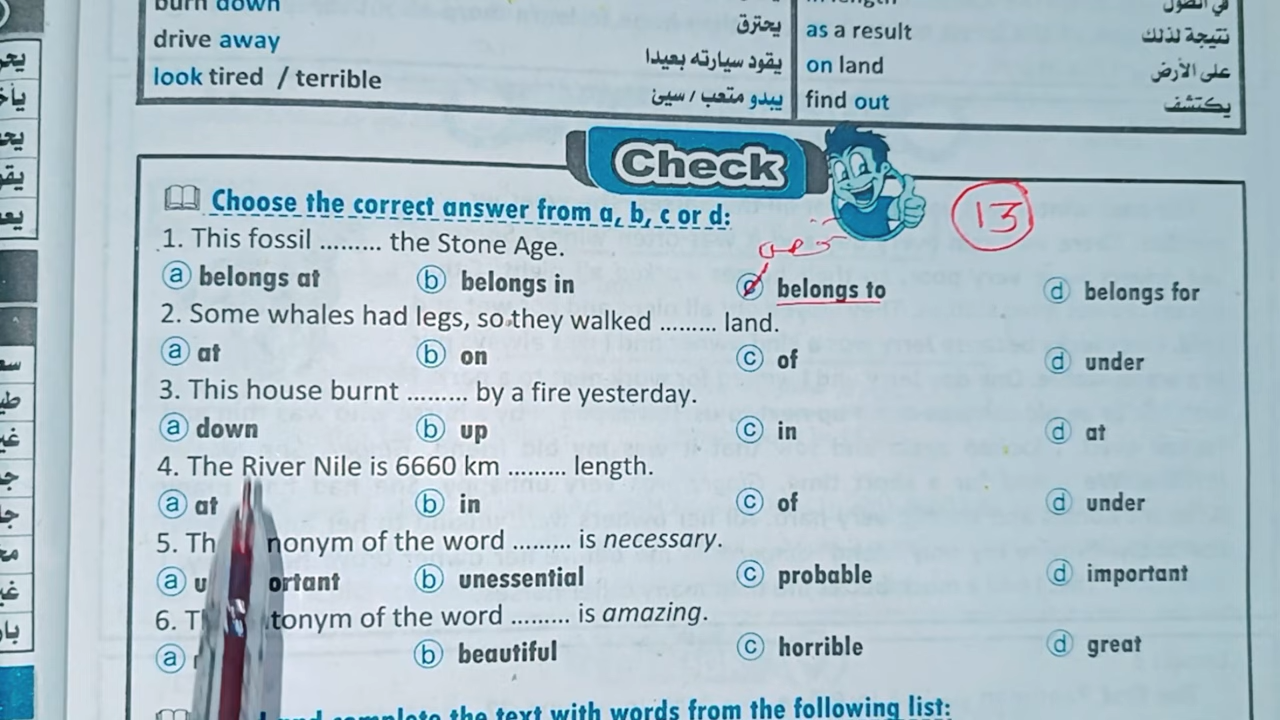 burn down يحترق
drive away يقود سيارته بعيدا
look tired / terrible يبدو متعب / سيئ
in length في الطول
as a result نتيجة لذلك
on land على الأرض
find out يكتشف
Check
Choose the correct answer from a, b, c or d:
13
1. This fossil ......... the Stone Age.
a belongs at b belongs in c belongs to d belongs for
2. Some whales had legs, so they walked ......... land.
a at b on c of d under
3. This house burnt ......... by a fire yesterday.
a down b up c in d at
4. The River Nile is 6660 km ......... length.
a at b in c of d under
5. nonym of the word ......... is necessary.
a ortant b unessential c probable d important
6. tonym of the word ......... is amazing.
a b beautiful c horrible d great
and complete the text with words from the following list: